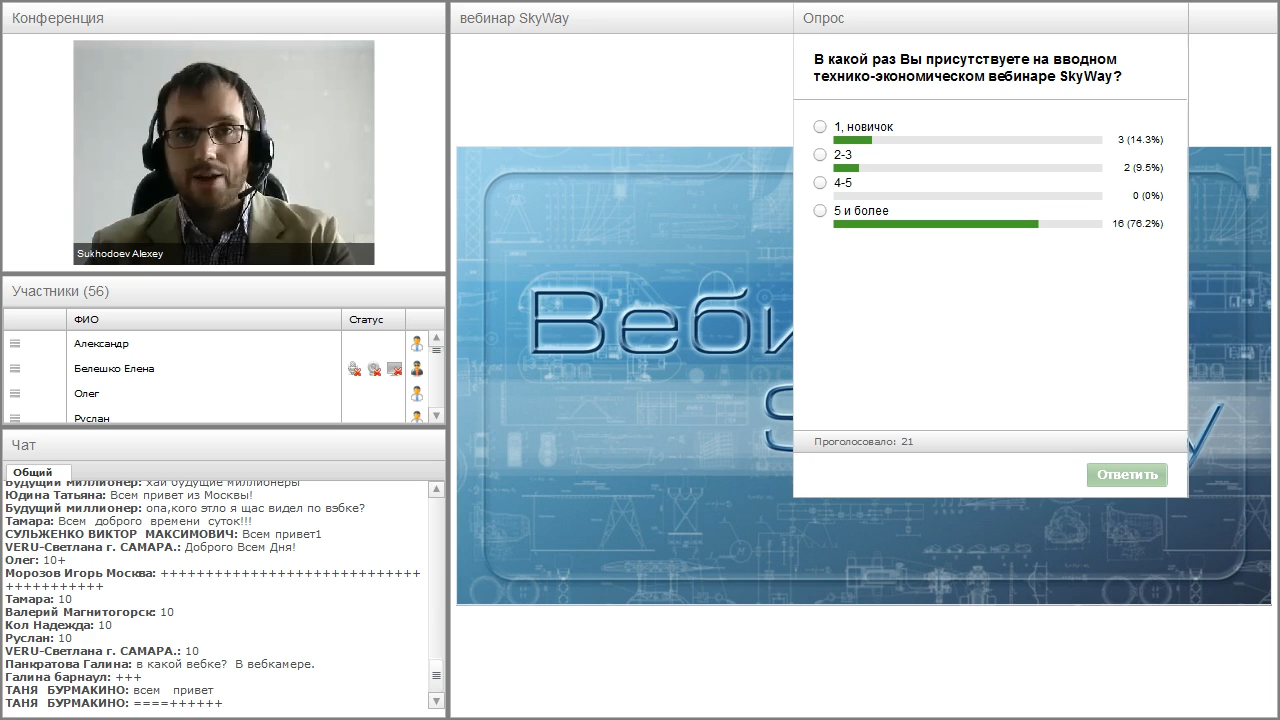 Конференция
Sukhodoev Alexey
Участники (56)
ФИО
Статус
Александр
Белешко Елена
Олег
Руслан
Чат
Общий
Будущий миллионер: хай будущие миллионеры
Юдина Татьяна: Всем привет из Москвы!
Будущий миллионер: опа,кого этло я щас видел по вэбке?
Тамара: Всем доброго времени суток!!!
СУЛЬЖЕНКО ВИКТОР МАКСИМОВИЧ: Всем привет1
VERU-Светлана г. САМАРА.: Доброго Всем Дня!
Олег: 10+
Морозов Игорь Москва: +++++++++++++++++++++++++++++
+++++++++++
Тамара: 10
Валерий Магнитогорск: 10
Кол Надежда: 10
Руслан: 10
VERU-Светлана г. САМАРА.: 10
Панкратова Галина: в какой вебке? В вебкамере.
Галина барнаул: +++
ТАНЯ БУРМАКИНО: всем привет
ТАНЯ БУРМАКИНО: ====++++++
вебинар SkyWay
Веби
S
y
Опрос
В какой раз Вы присутствуете на вводном
технико-экономическом вебинаре SkyWay?
1, новичок
3 (14.3%)
2-3
2 (9.5%)
4-5
0 (0%)
5 и более
16 (76.2%)
Проголосовало: 21
Ответить